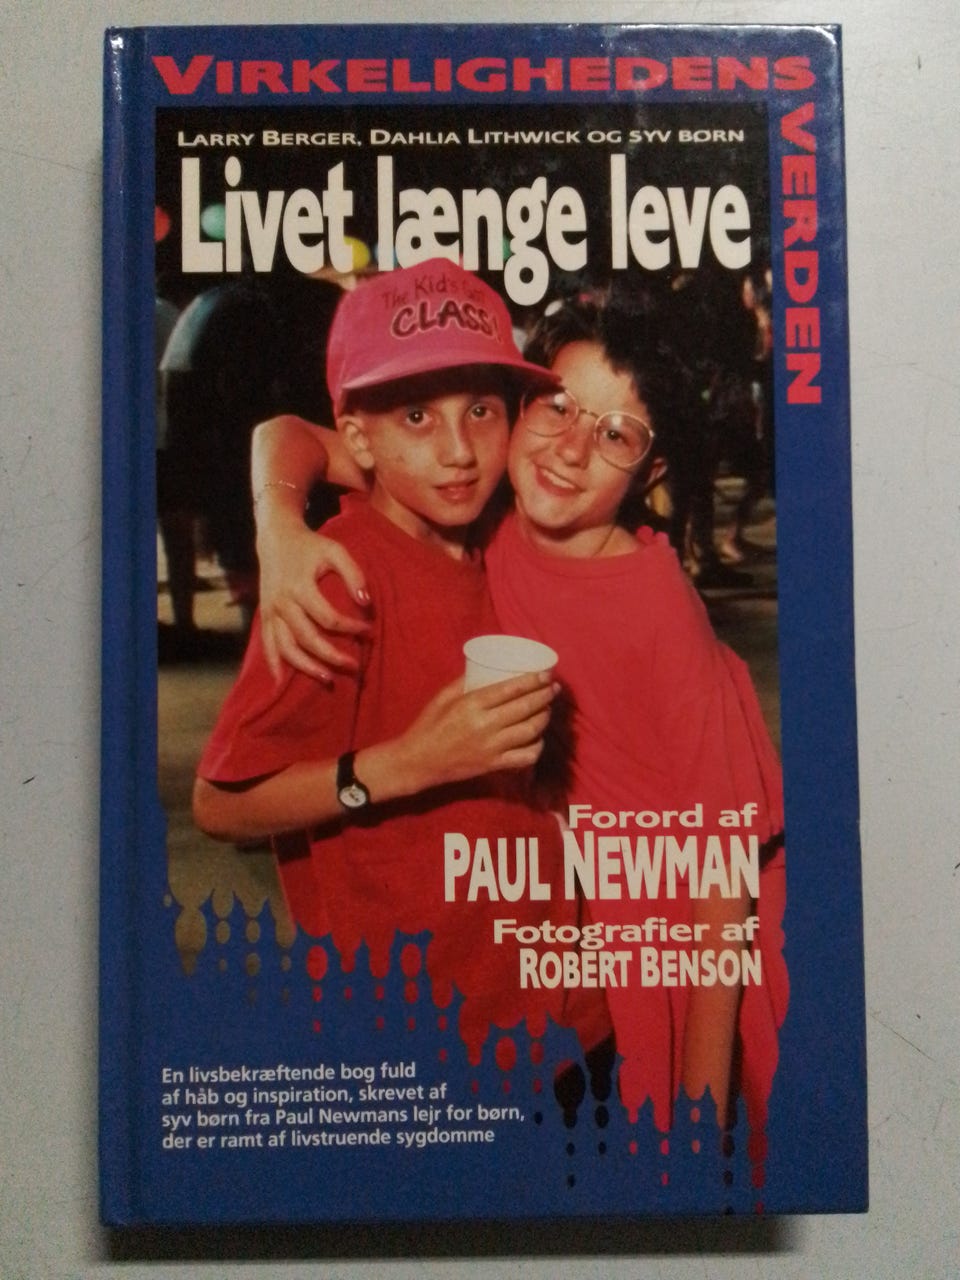 VIRKELIGHEDENS
VERDEN
LARRY BERGER, DAHLIA LITHWICK OG SYV BØRN
Livet længe leve
The Kid's
CLASS!
Forord af
PAUL NEWMAN
Fotografier af
ROBERT BENSON
En livsbekræftende bog fuld
af håb og inspiration, skrevet af
syv børn fra Paul Newmans lejr for børn,
der er ramt af livstruende sygdomme